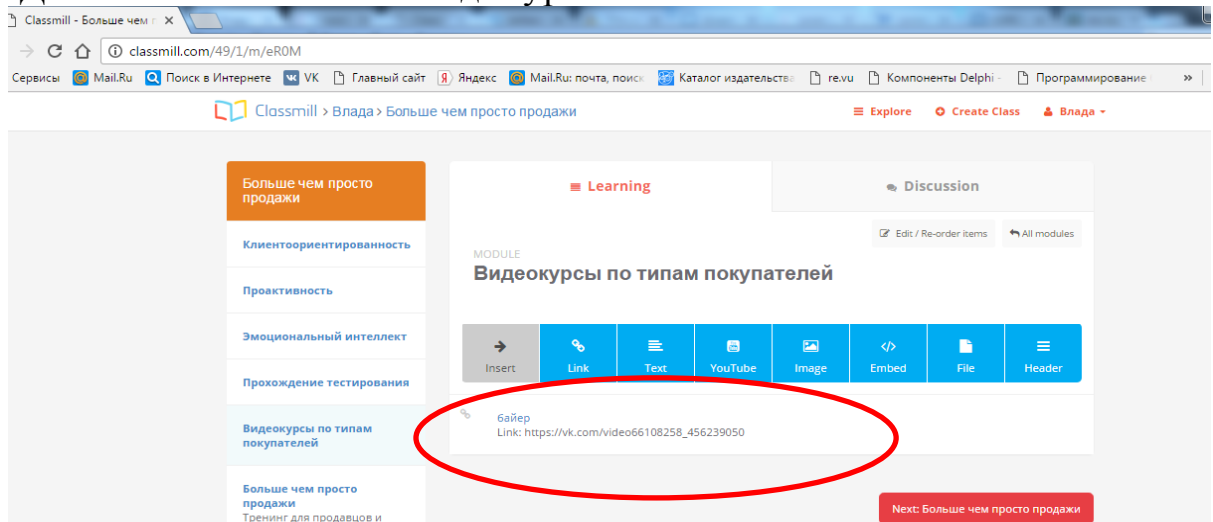 Classmill - Больше чем
classmill.com/49/1/m/eR0M
Сервисы Mail.Ru Поиск в Интернете VK Главный сайт Яндекс Mail.Ru: почта, поиск Каталог издательства re.vu Компоненты Delphi - Программирование »
Classmill > Влада > Больше чем просто продажи Explore Create Class Влада
Больше чем просто
продажи
Клиентоориентированность
Проактивность
Эмоциональный интеллект
Прохождение тестирования
Видеокурсы по типам
покупателей
Больше чем просто
продажи
Тренинг для продавцов и
Learning Discussion
Edit / Re-order items All modules
MODULE
Видеокурсы по типам покупателей
Insert Link Text YouTube Image Embed File Header
байер
Link: https://vk.com/video66108258_456239050
Next: Больше чем просто продажи